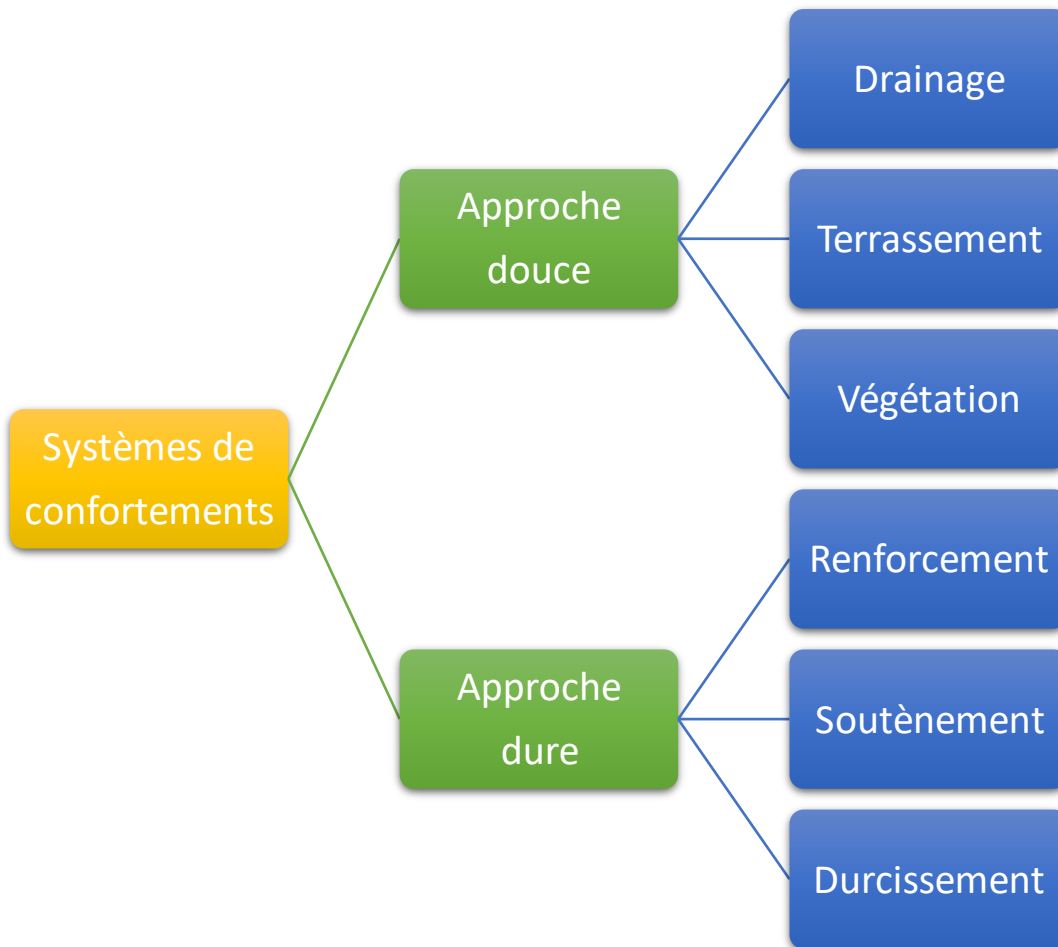 Systèmes de
confortements
Approche
douce
Drainage
Terrassement
Végétation
Approche
dure
Renforcement
Soutènement
Durcissement